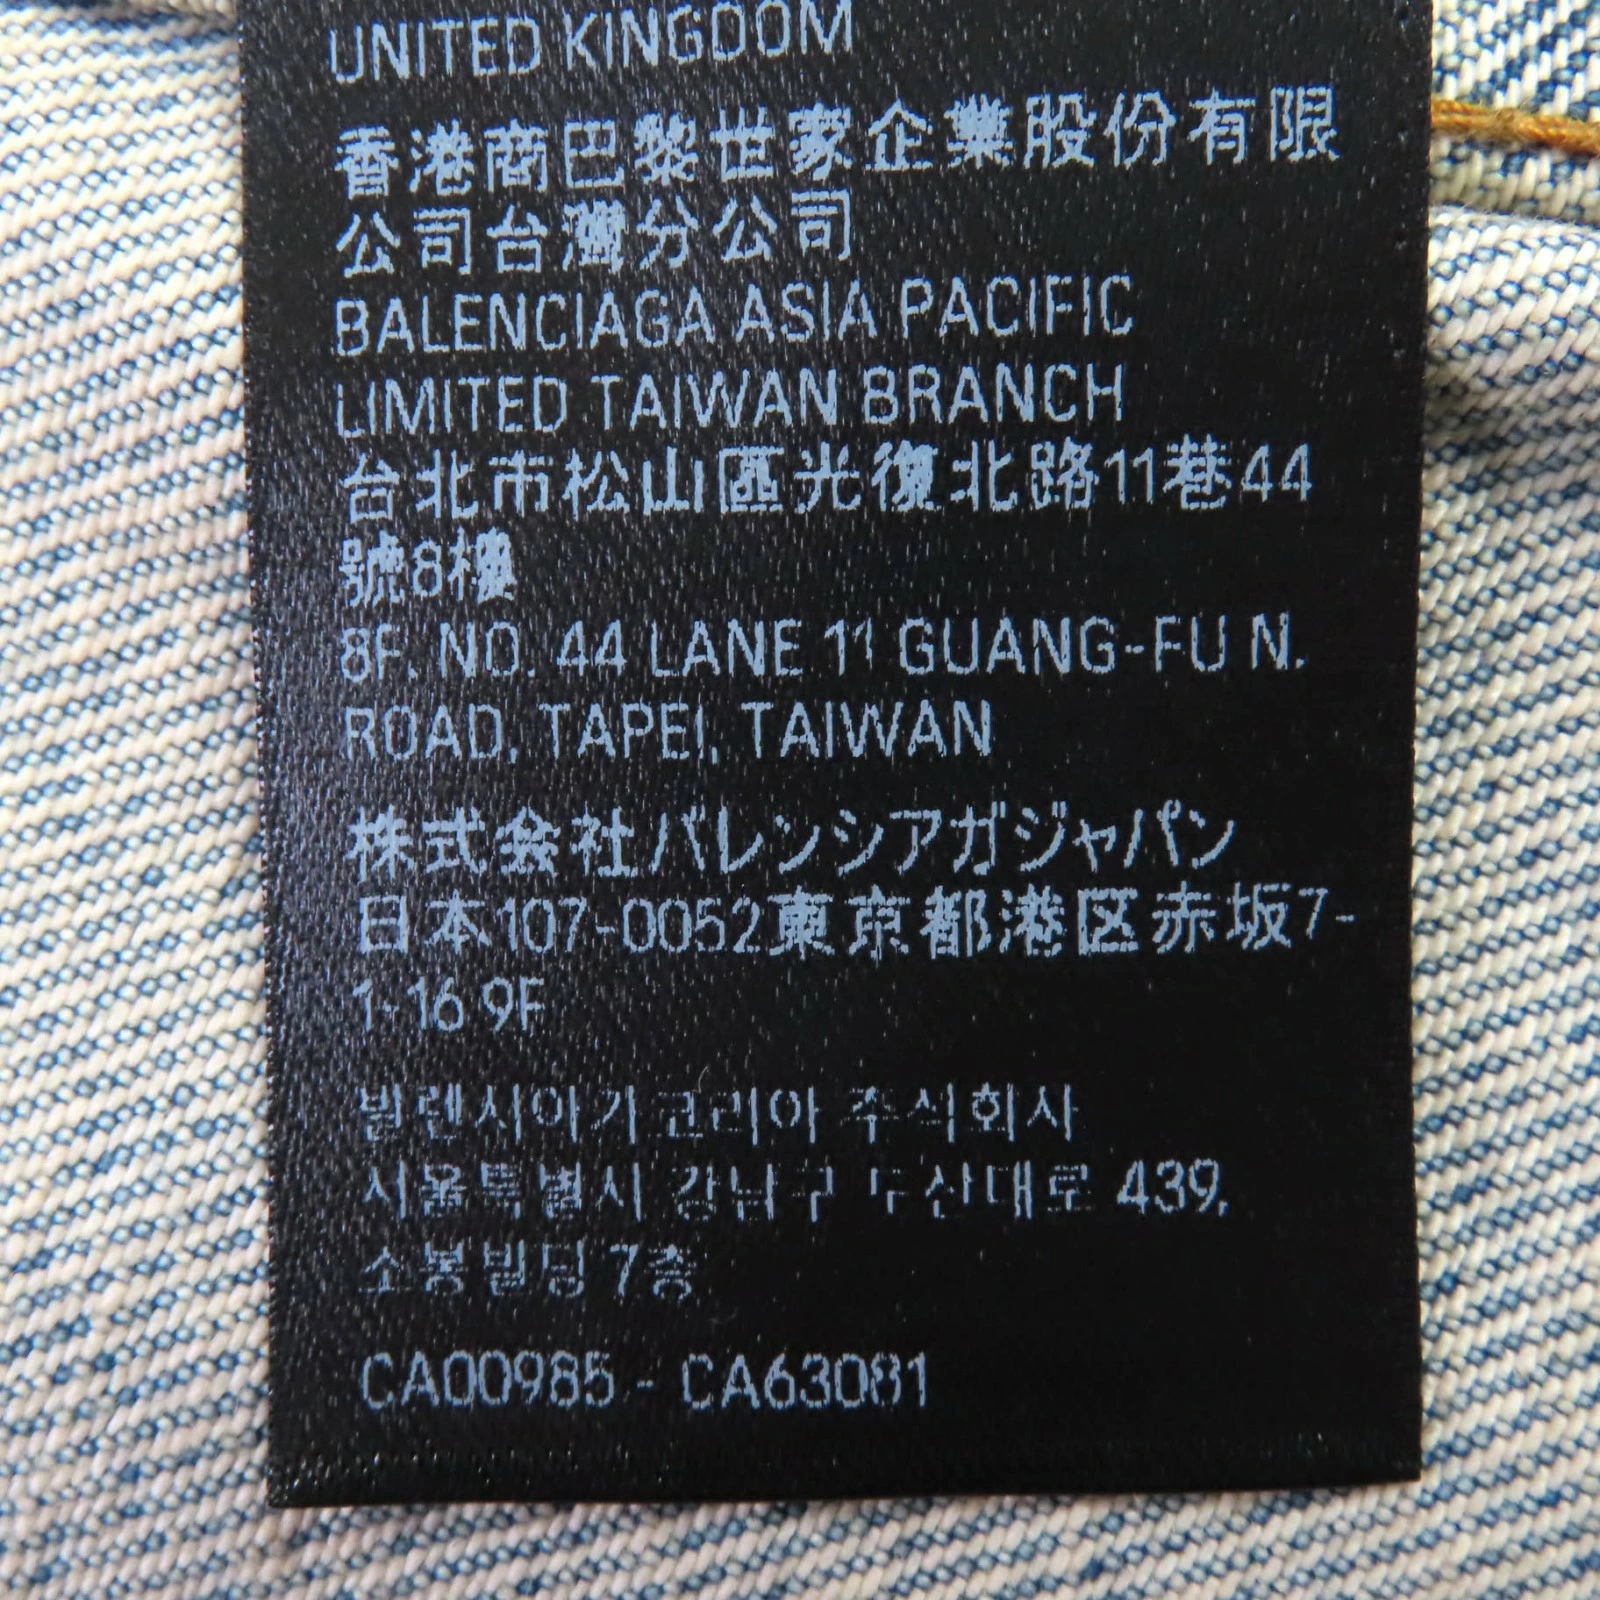 UNITED KINGDOM
香港商巴黎世家企業股份有限
公司台灣分公司
BALENCIAGA ASIA PACIFIC
LIMITED TAIWAN BRANCH
台北市松山區光復北路11巷44
號8樓
8F. NO. 44 LANE 11 GUANG-FU N.
ROAD, TAPEI, TAIWAN
株式会社バレンシアガジャパン
日本107-0052東京都港区赤坂7-
1-16 9F
발렌시아가 코리아 주식회사
서울특별시 강남구 도산대로 439,
소봉빌딩 7층
CA00985 - CA63081